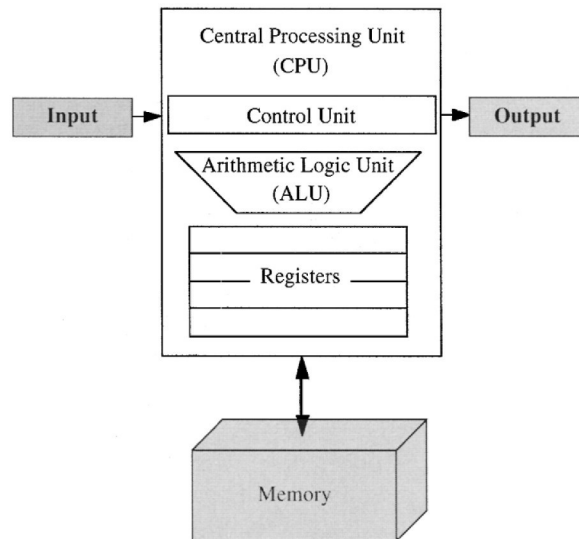 Central Processing Unit
(CPU)
Input
Control Unit
Output
Arithmetic Logic Unit
(ALU)
Registers
Memory